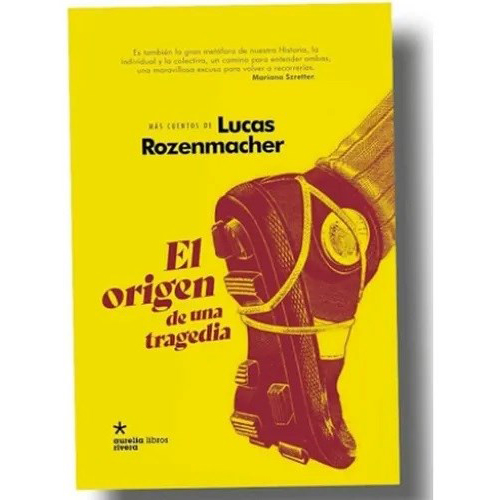 Es también la gran metáfora de nuestra Historia, la
individual y la colectiva, un camino para entender ambas,
una maravillosa excusa para volver a recorrerlas.
Mariana Szretter.
MÁS CUENTOS DE Lucas
Rozenmacher
El
origen
de una
tragedia
aurelia libros
rivera